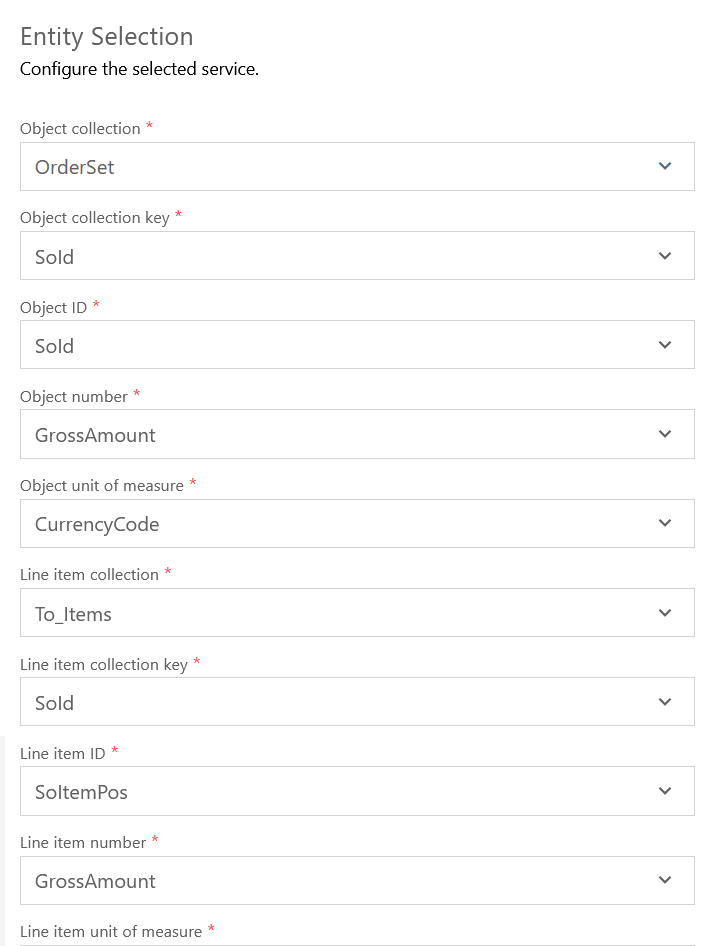 Entity Selection
Configure the selected service.
Object collection *
OrderSet
Object collection key *
SoId
Object ID *
SoId
Object number *
GrossAmount
Object unit of measure *
CurrencyCode
Line item collection *
To_Items
Line item collection key *
SoId
Line item ID *
SoItemPos
Line item number *
GrossAmount
Line item unit of measure *